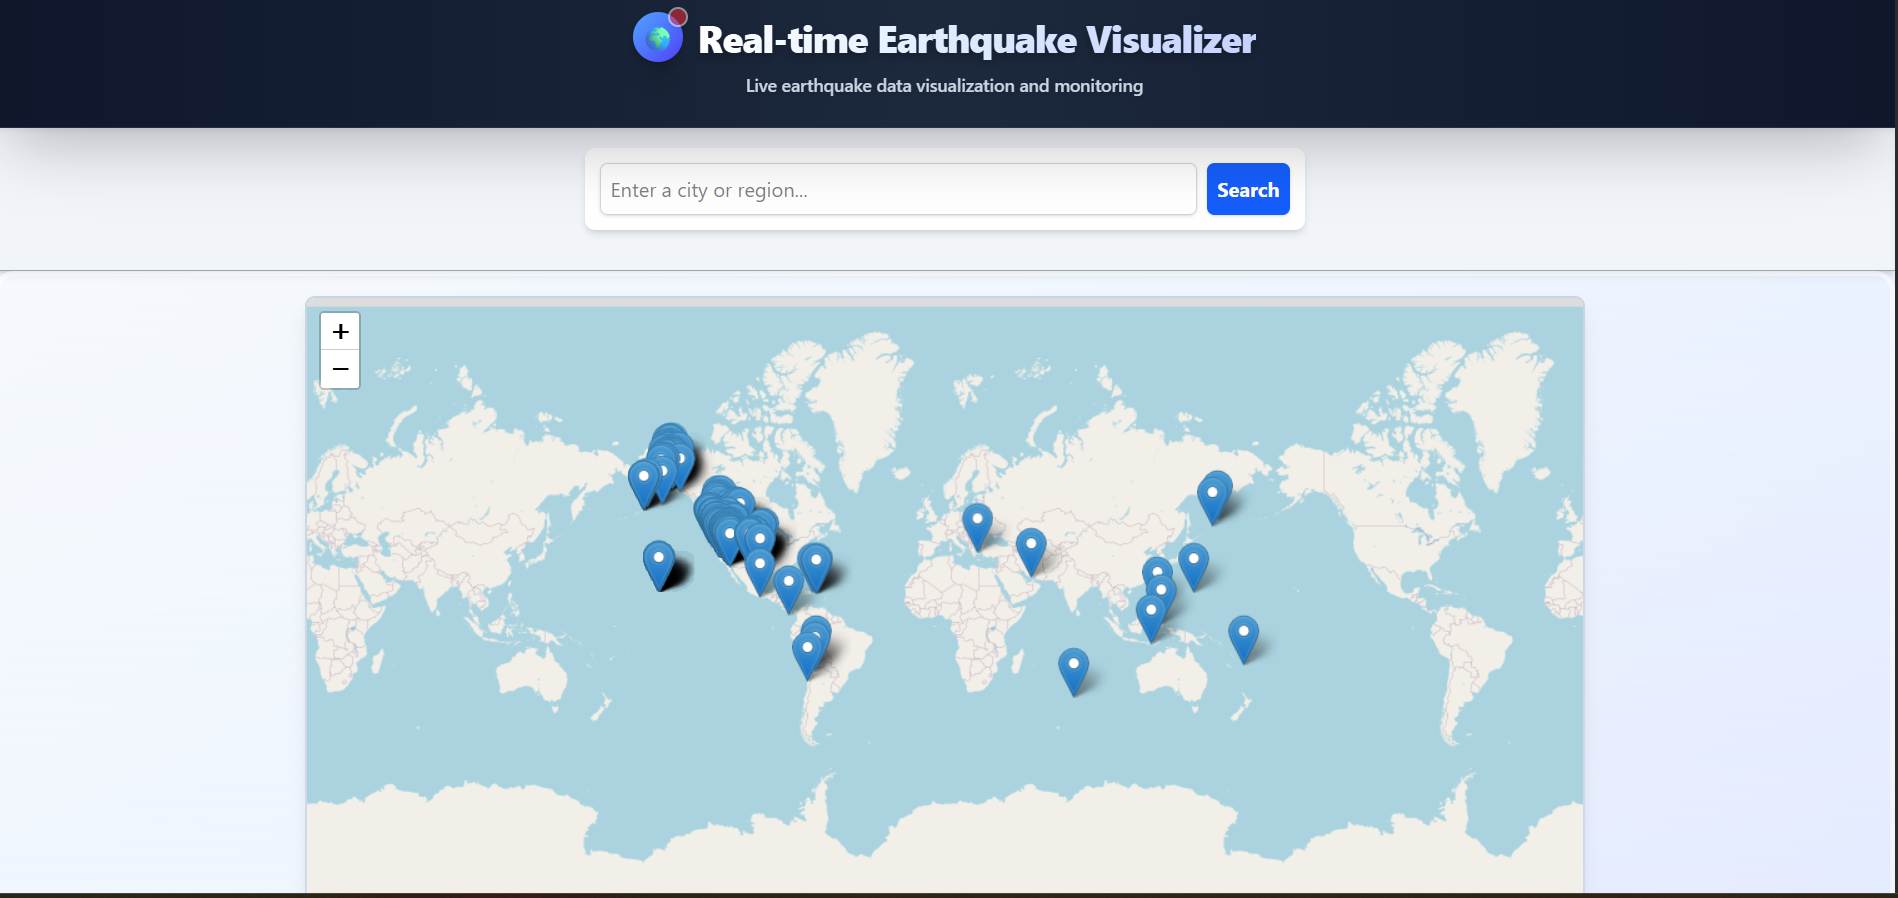 Real-time Earthquake Visualizer
Live earthquake data visualization and monitoring
Enter a city or region...
Search
+
−